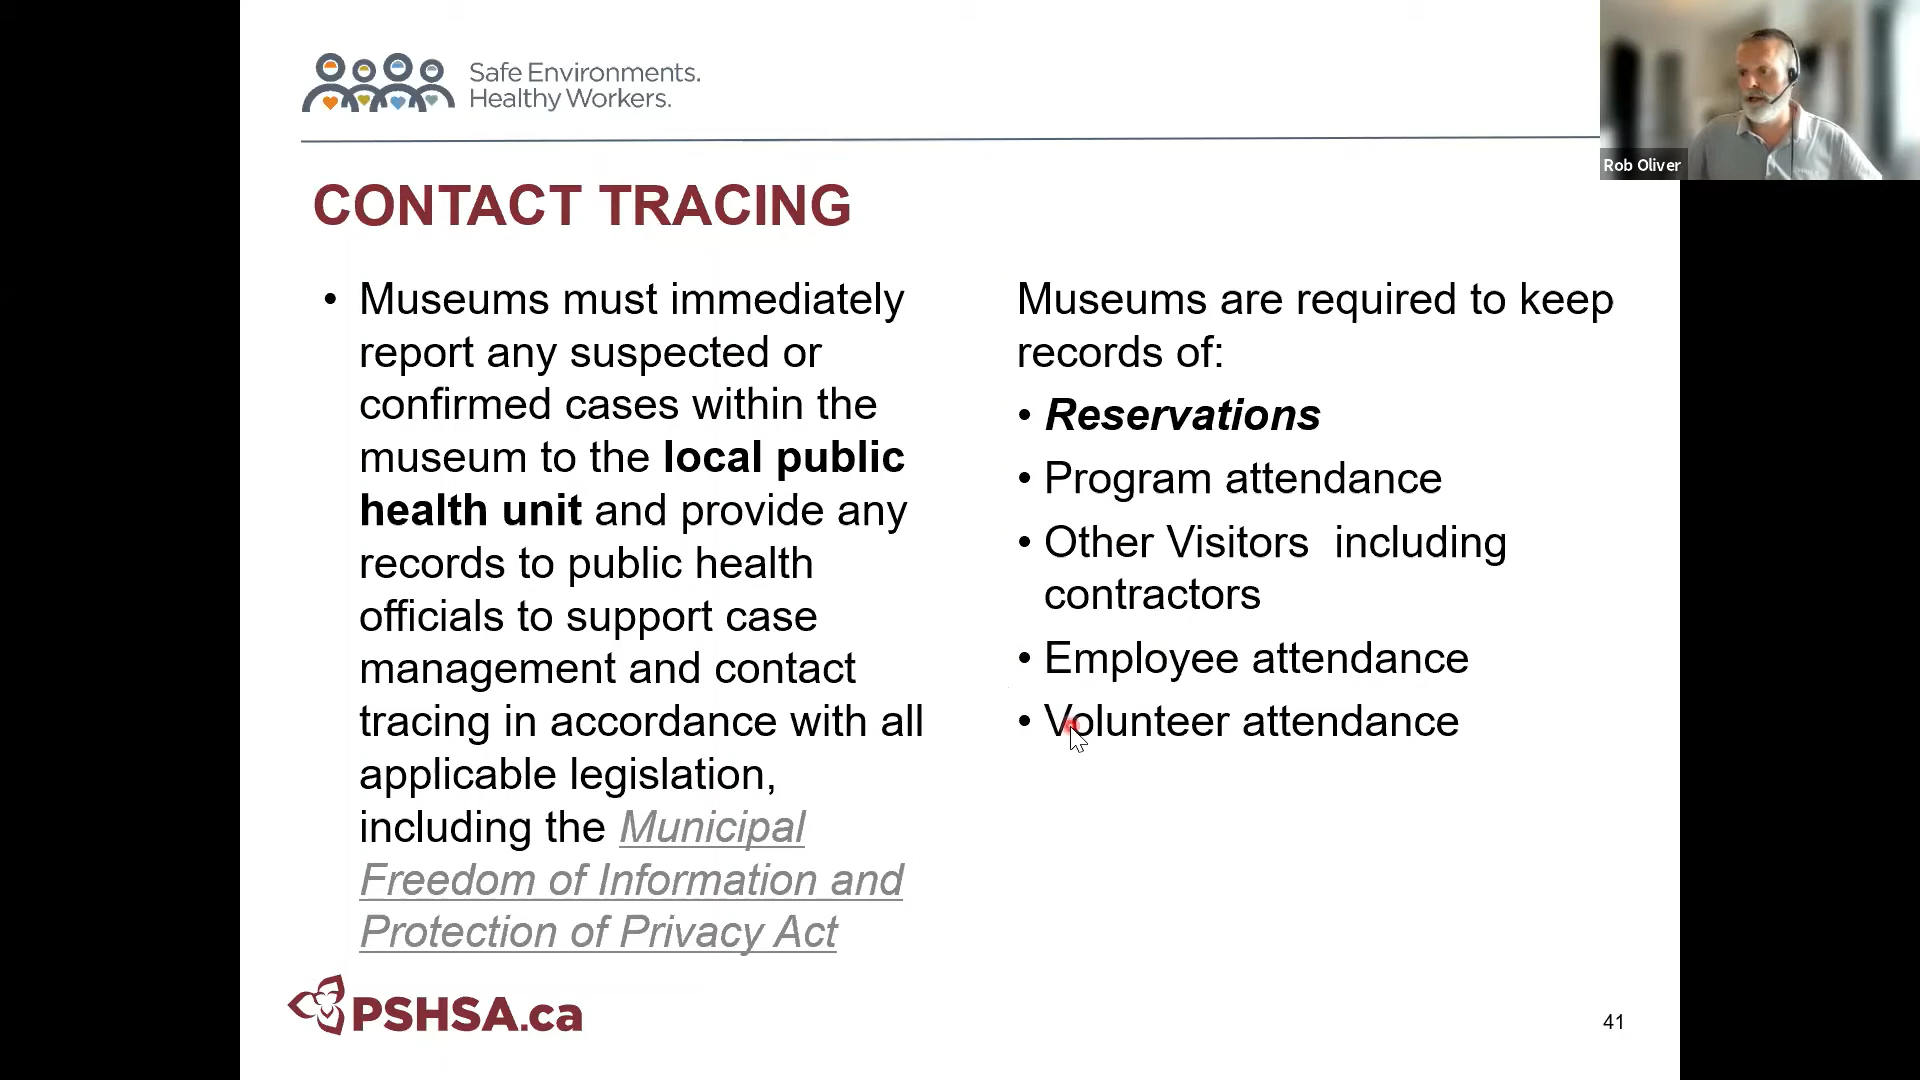 Safe Environments.
Healthy Workers.
Rob Oliver
CONTACT TRACING
• Museums must immediately
report any suspected or
confirmed cases within the
museum to the local public
health unit and provide any
records to public health
officials to support case
management and contact
tracing in accordance with all
applicable legislation,
including the Municipal
Freedom of Information and
Protection of Privacy Act
Museums are required to keep
records of:
• Reservations
• Program attendance
• Other Visitors  including
contractors
• Employee attendance
• Volunteer attendance
PSHSA.ca
41